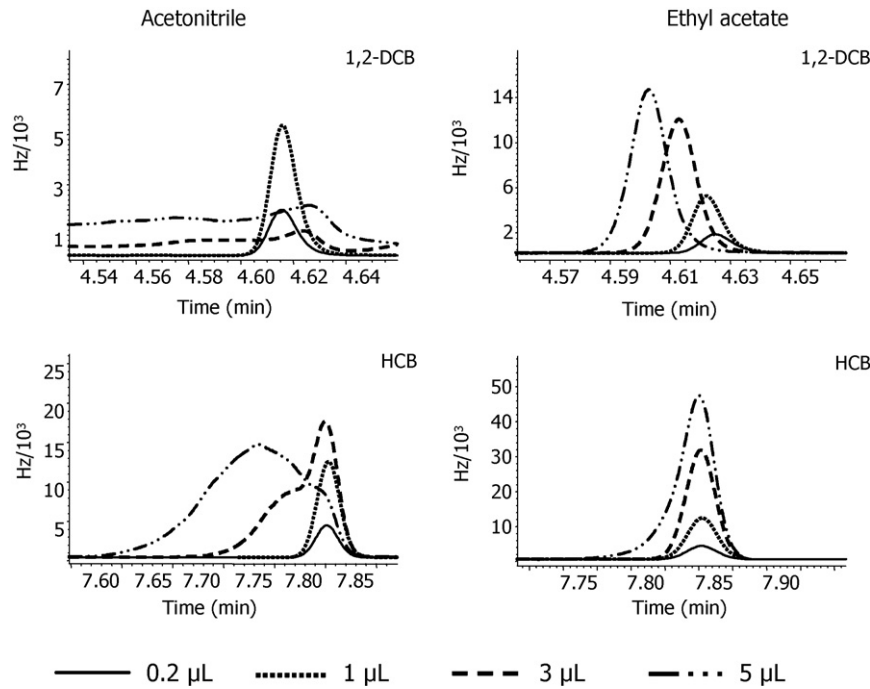 Acetonitrile
Ethyl acetate
1,2-DCB
Hz/10³
7
5
3
1
4.54 4.56 4.58 4.60 4.62 4.64
Time (min)
1,2-DCB
Hz/10³
14
10
6
2
4.57 4.59 4.61 4.63 4.65
Time (min)
HCB
Hz/10³
25
20
15
10
5
7.60 7.65 7.70 7.75 7.80 7.85
Time (min)
HCB
Hz/10³
50
40
30
20
10
7.75 7.80 7.85 7.90
Time (min)
0.2 µL 1 µL 3 µL 5 µL